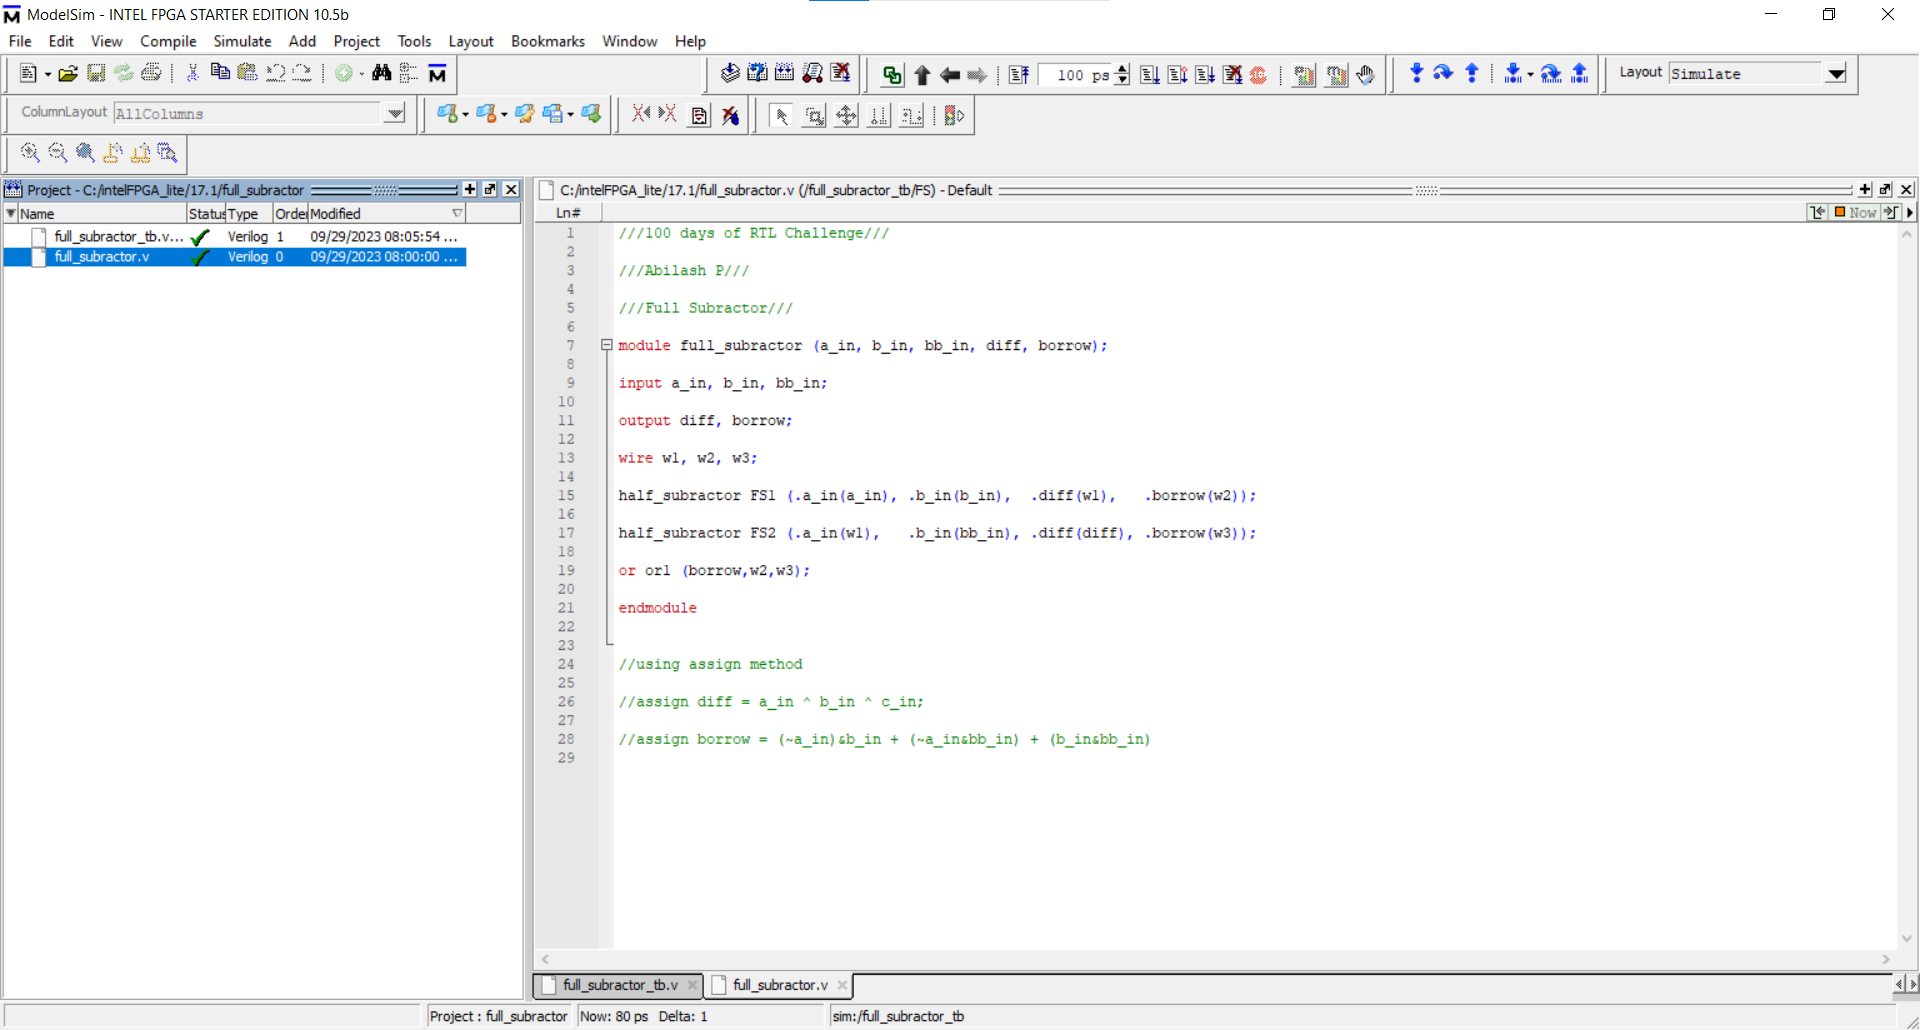 ModelSim - INTEL FPGA STARTER EDITION 10.5b
File Edit View Compile Simulate Add Project Tools Layout Bookmarks Window Help
100 ps
Layout Simulate
ColumnLayout AllColumns
Project - C:/intelFPGA_lite/17.1/full_subractor
Name Status Type Order Modified
full_subractor_tb.v... Verilog 1 09/29/2023 08:05:54 ...
full_subractor.v Verilog 0 09/29/2023 08:00:00 ...
C:/intelFPGA_lite/17.1/full_subractor.v (/full_subractor_tb/FS) - Default
Ln# Now
1 ///100 days of RTL Challenge///
2
3 ///Abilash P///
4
5 ///Full Subractor///
6
7 module full_subractor (a_in, b_in, bb_in, diff, borrow);
8
9 input a_in, b_in, bb_in;
10
11 output diff, borrow;
12
13 wire w1, w2, w3;
14
15 half_subractor FS1 (.a_in(a_in), .b_in(b_in), .diff(w1), .borrow(w2));
16
17 half_subractor FS2 (.a_in(w1), .b_in(bb_in), .diff(diff), .borrow(w3));
18
19 or or1 (borrow,w2,w3);
20
21 endmodule
22
23
24 //using assign method
25
26 //assign diff = a_in ^ b_in ^ c_in;
27
28 //assign borrow = (~a_in)&b_in + (~a_in&bb_in) + (b_in&bb_in)
29
full_subractor_tb.v full_subractor.v
Project : full_subractor Now: 80 ps Delta: 1 sim:/full_subractor_tb